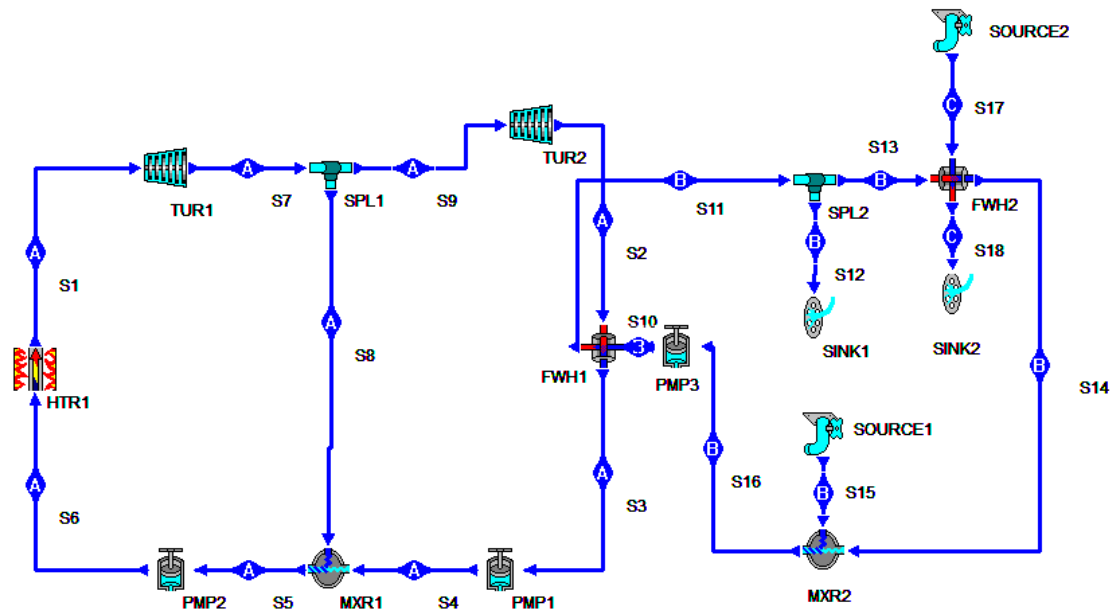 SOURCE2
S17
C
TUR2
S13
A
A
TUR1
S7
SPL1
S9
B
S11
B
SPL2
FWH2
A
S2
B
S12
C
S18
A
S1
A
S8
S10
3
FWH1
PMP3
SINK1
SINK2
HTR1
B
S14
SOURCE1
A
S6
A
S3
B
S16
B
S15
PMP2
A
S5
MXR1
A
S4
PMP1
MXR2